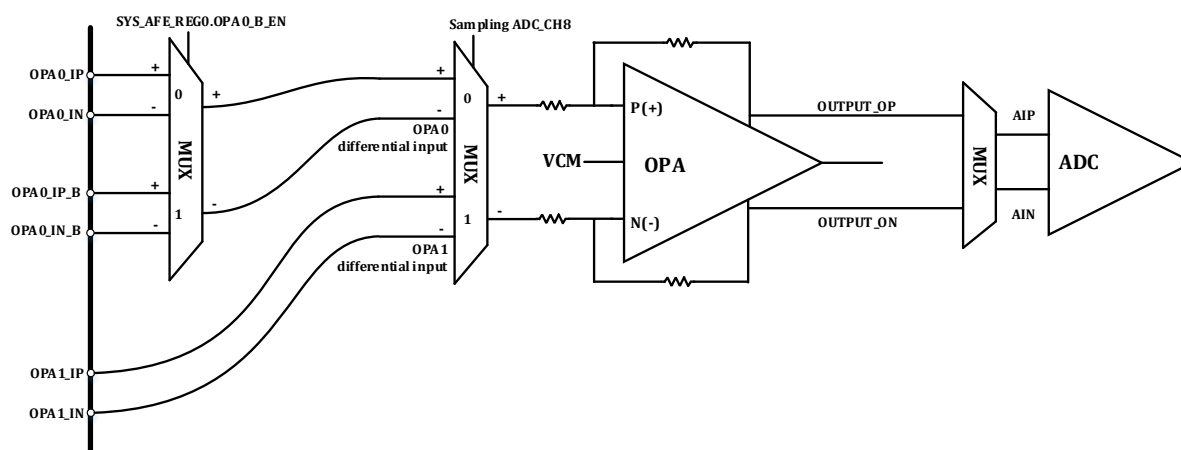 SYS_AFE_REG0.OPA0_B_EN
Sampling ADC_CH8
OPA0_IP
+
0
+
+
0
+
OPA0_IN
-
-
OPA0
differential input
MUX
MUX
P(+)
OUTPUT_OP
AIP
VCM
OPA
MUX
ADC
OPA0_IP_B
+
1
-
+
1
-
N(-)
AIN
OPA0_IN_B
-
-
OPA1
differential input
OUTPUT_ON
OPA1_IP
OPA1_IN